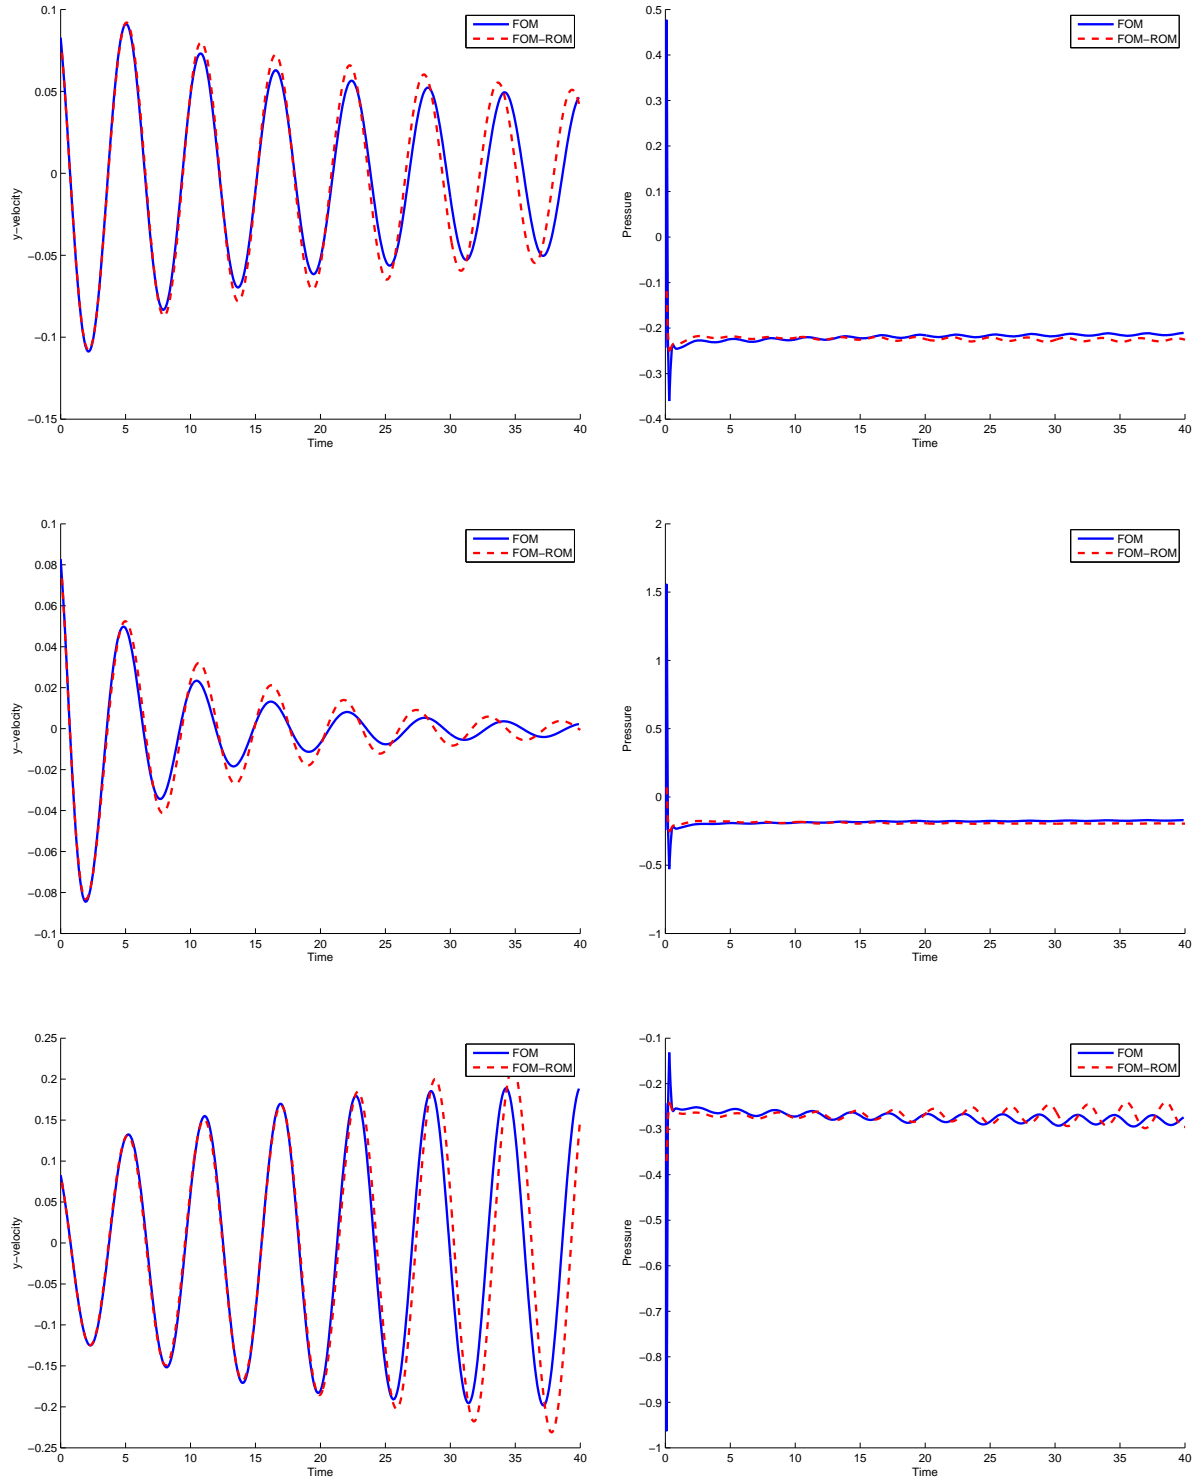 0.1
0.05
0
−0.05
−0.1
−0.15
y−velocity
0 5 10 15 20 25 30 35 40
Time
FOM
FOM−ROM
0.5
0.4
0.3
0.2
0.1
0
−0.1
−0.2
−0.3
−0.4
Pressure
0 5 10 15 20 25 30 35 40
Time
FOM
FOM−ROM
0.1
0.08
0.06
0.04
0.02
0
−0.02
−0.04
−0.06
−0.08
−0.1
y−velocity
0 5 10 15 20 25 30 35 40
Time
FOM
FOM−ROM
2
1.5
1
0.5
0
−0.5
−1
Pressure
0 5 10 15 20 25 30 35 40
Time
FOM
FOM−ROM
0.25
0.2
0.15
0.1
0.05
0
−0.05
−0.1
−0.15
−0.2
−0.25
y−velocity
0 5 10 15 20 25 30 35 40
Time
FOM
FOM−ROM
−0.1
−0.2
−0.3
−0.4
−0.5
−0.6
−0.7
−0.8
−0.9
−1
Pressure
0 5 10 15 20 25 30 35 40
Time
FOM
FOM−ROM